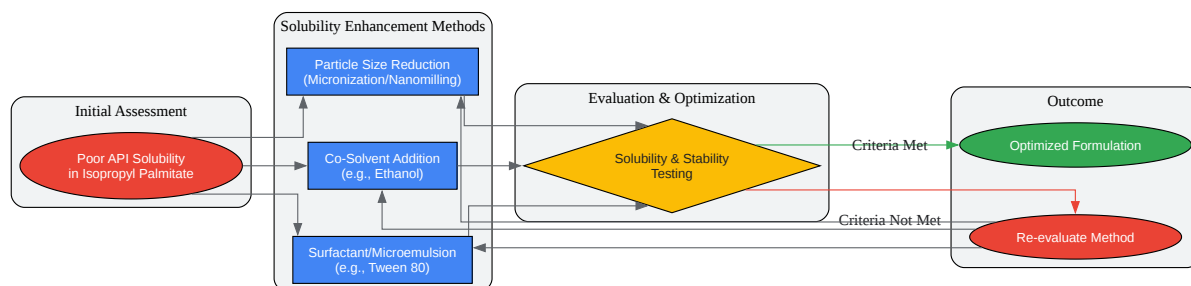 Initial Assessment
Poor API Solubility
in Isopropyl Palmitate
Solubility Enhancement Methods
Particle Size Reduction
(Micronization/Nanomilling)
Co-Solvent Addition
(e.g., Ethanol)
Surfactant/Microemulsion
(e.g., Tween 80)
Evaluation & Optimization
Solubility & Stability
Testing
Criteria Met
Criteria Not Met
Outcome
Optimized Formulation
Re-evaluate Method